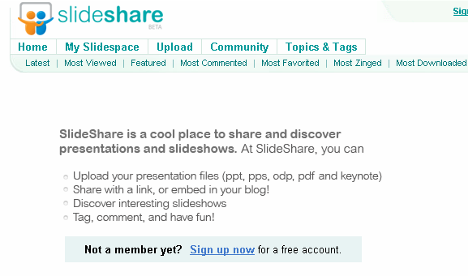 slideshare
BETA
Sign
Home | My Slidespace | Upload | Community | Topics & Tags
Latest | Most Viewed | Featured | Most Commented | Most Favorited | Most Zinged | Most Downloaded
SlideShare is a cool place to share and discover
presentations and slideshows. At SlideShare, you can
Upload your presentation files (ppt, pps, odp, pdf and keynote)
Share with a link, or embed in your blog!
Discover interesting slideshows
Tag, comment, and have fun!
Not a member yet? Sign up now for a free account.